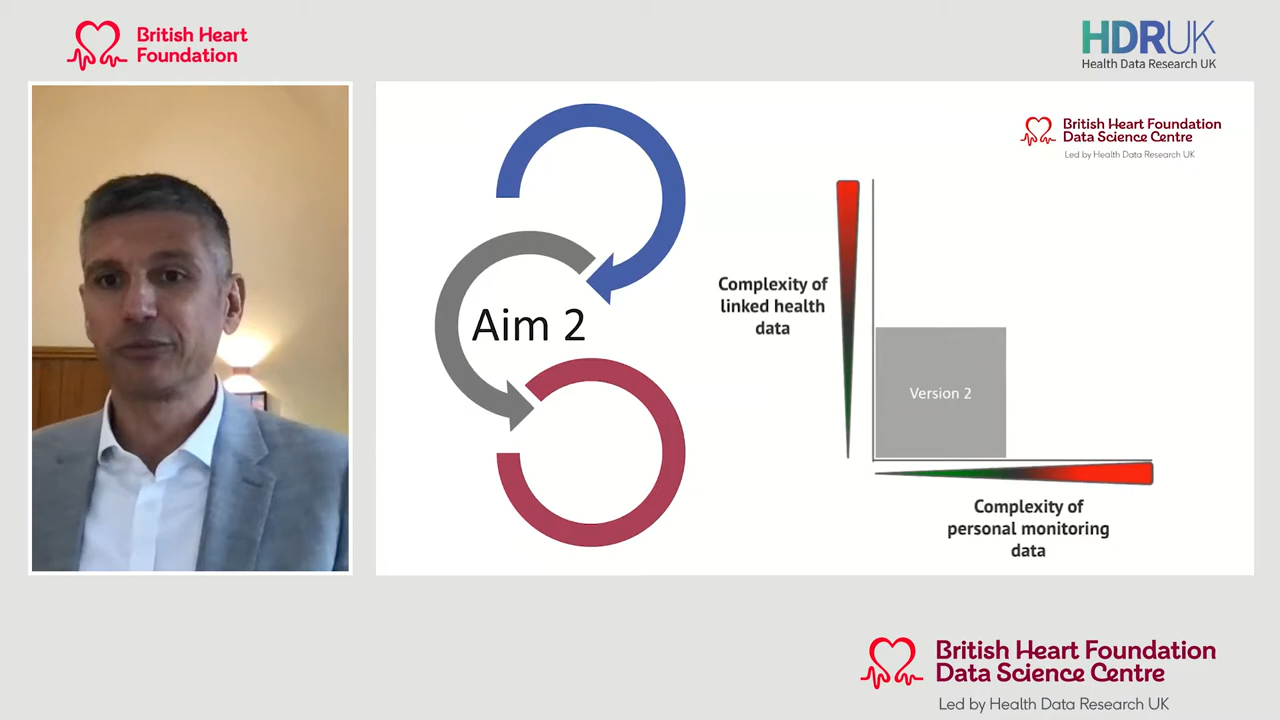 British Heart
Foundation
HDRUK
Health Data Research UK
British Heart Foundation
Data Science Centre
Led by Health Data Research UK
Aim 2
Complexity of
linked health
data
Version 2
Complexity of
personal monitoring
data
British Heart Foundation
Data Science Centre
Led by Health Data Research UK